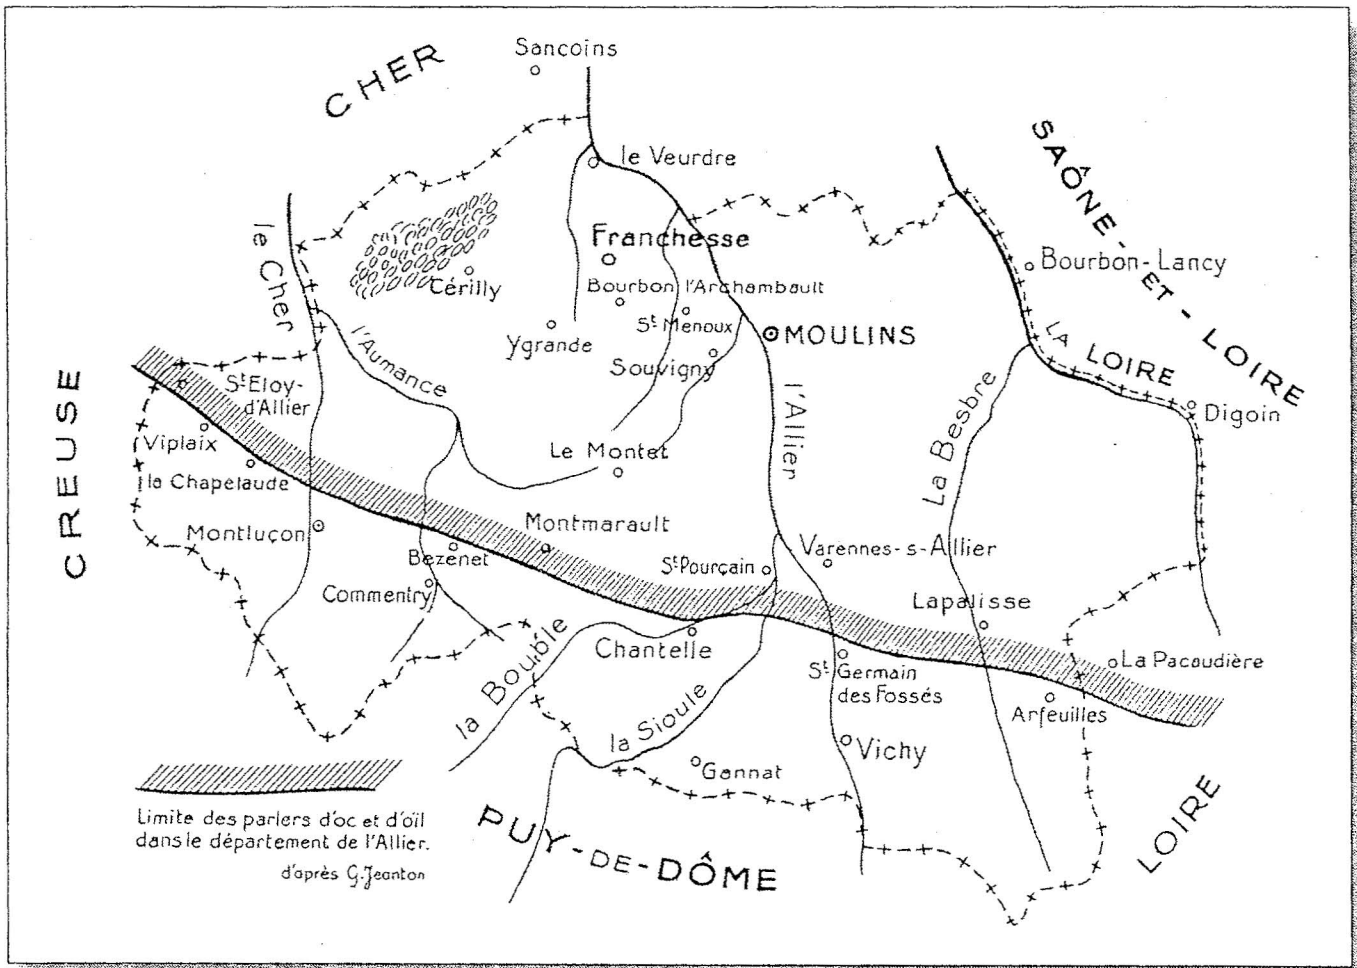 CHER
Sancoins
le Veurdre
SAÔNE-ET-LOIRE
Franchesse
Bourbon-Lancy
le Cher
Cérilly
Bourbon l'Archambault
St Menoux
MOULINS
Ygrande
Souvigny
l'Aumance
LA LOIRE
CREUSE
St Eloy-
d'Allier
l'Allier
La Besbre
Digoin
Viplaix
Le Montet
la Chapelaude
Montluçon
Montmarault
Bezenet
St Pourçain
Varennes-s-Allier
Commentry
Lapalisse
la Bouble
Chantelle
St Germain
des Fossés
La Pacaudière
Arfeuilles
la Sioule
Vichy
Gannat
LOIRE
PUY-DE-DÔME
Limite des parlers d'oc et d'oïl
dans le département de l'Allier.
d'après G. Jeanton